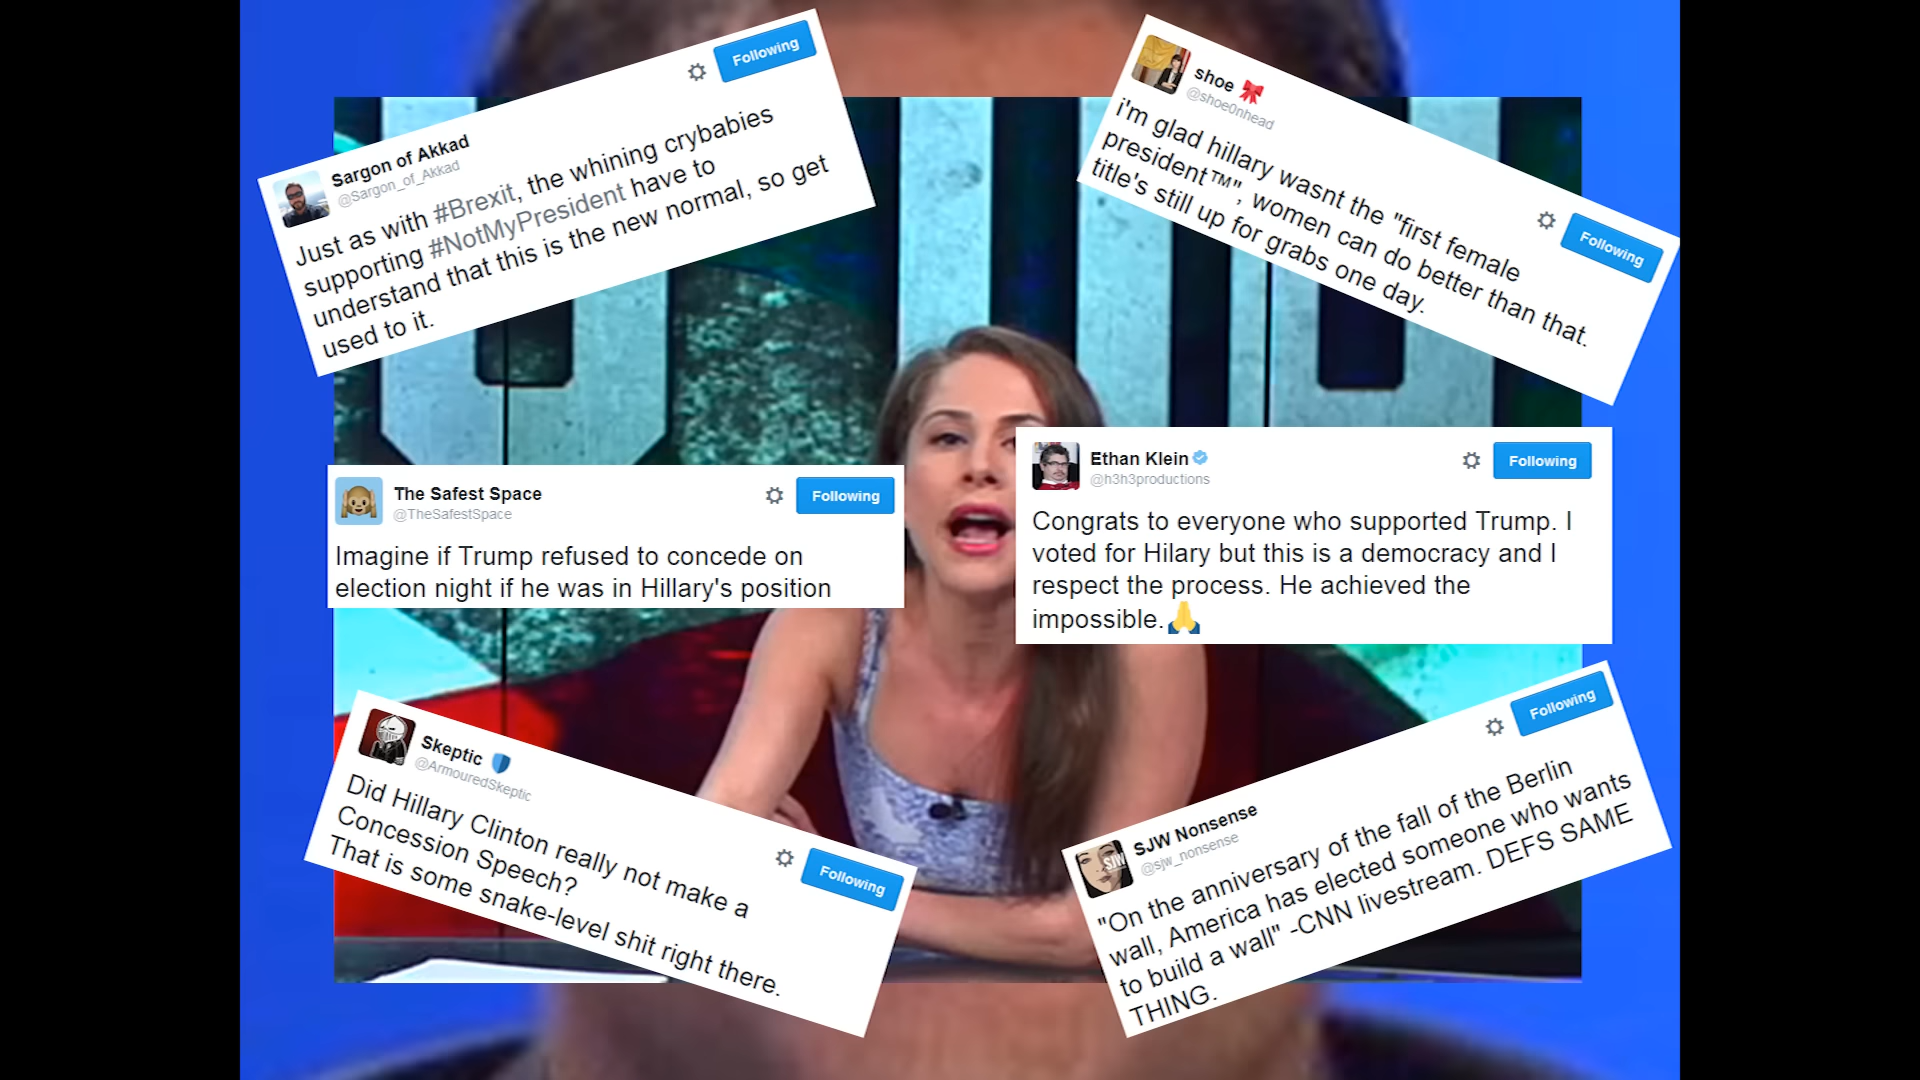 Following
Sargon of Akkad
@Sargon_of_Akkad
Just as with #Brexit, the whining crybabies
supporting #NotMyPresident have to
understand that this is the new normal, so get
used to it.
shoe
@shoe0nhead
Following
i'm glad hillary wasnt the "first female
president™", women can do better than that.
title's still up for grabs one day.
The Safest Space
@TheSafestSpace
Following
Imagine if Trump refused to concede on
election night if he was in Hillary's position
Ethan Klein
@h3h3productions
Following
Congrats to everyone who supported Trump. I
voted for Hilary but this is a democracy and I
respect the process. He achieved the
impossible.🙏
Skeptic
@ArmouredSkeptic
Following
Did Hillary Clinton really not make a
Concession Speech?
That is some snake-level shit right there.
SJW Nonsense
@sjw_nonsense
Following
"On the anniversary of the fall of the Berlin
wall, America has elected someone who wants
to build a wall" -CNN livestream. DEFS SAME
THING.
SJW